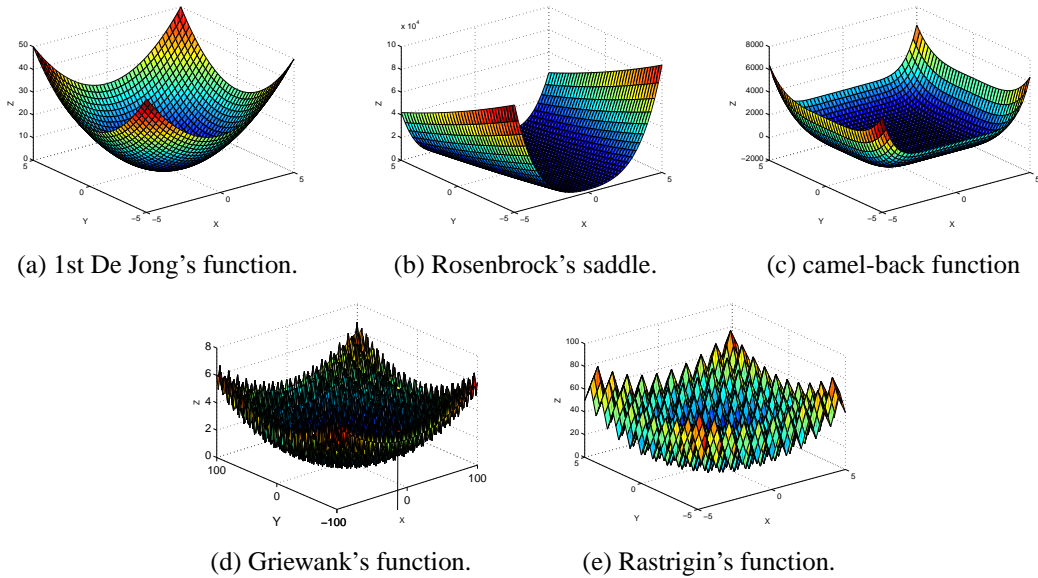 50
40
30
20
10
0
Z
5
0
−5
Y
−5
0
5
X
x 10⁴
10
8
6
4
2
0
Z
5
0
−5
Y
−5
0
5
X
8000
6000
4000
2000
0
−2000
Z
5
0
−5
Y
−5
0
5
X
(a) 1st De Jong’s function.
(b) Rosenbrock’s saddle.
(c) camel-back function
8
6
4
2
0
Z
100
0
−100
Y
0
100
X
100
80
60
40
20
0
Z
5
0
−5
Y
−5
0
5
X
(d) Griewank’s function.
(e) Rastrigin’s function.